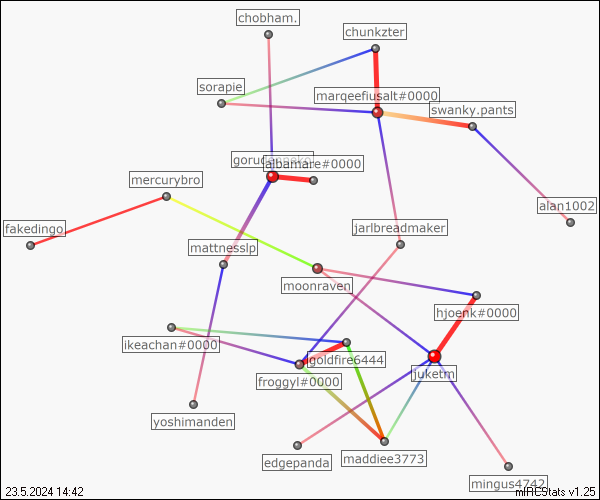 chobham.
chunkzter
sorapie
marqeefiusalt#0000
swanky.pants
albamare#0000
mercurybro
alan1002
fakedingo
jarlbreadmaker
mattnesslp
moonraven
hjoenk#0000
ikeachan#0000
goldfire6444
juketm
froggyl#0000
yoshimanden
maddiee3773
edgepanda
mingus4742
23.5.2024 14:42
mIRCStats v1.25